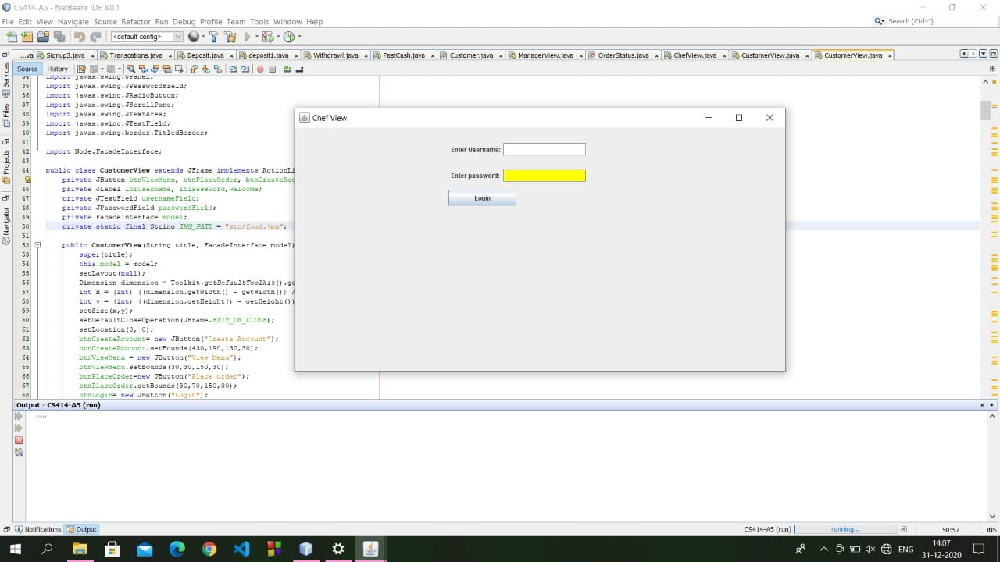 CS414-A5 - NetBeans IDE 8.0.1
File Edit View Navigate Source Refactor Run Debug Profile Team Tools Window Help
Search (Ctrl+I)
<default config>
...va Signup3.java Transcations.java Deposit.java deposit1.java Withdrawl.java FastCash.java Customer.java ManagerView.java OrderStatus.java ChefView.java CustomerView.java CustomerView.java
Source History
Services
Files
Projects
Navigator
34 import javax.swing.JPanel;
35 import javax.swing.JPasswordField;
36 import javax.swing.JRadioButton;
37 import javax.swing.JScrollPane;
38 import javax.swing.JTextArea;
39 import javax.swing.JTextField;
40 import javax.swing.border.TitledBorder;
41
42 import Node.FacadeInterface;
43
44 public class CustomerView extends JFrame implements ActionLi
private JButton btnViewMenu, btnPlaceOrder, btnCreateAcc
46 private JLabel lblUsername, lblPassword,welcome;
47 private JTextField usernameField;
48 private JPasswordField passwordField;
49 private FacadeInterface model;
50 private static final String IMG_PATH = "src/food.jpg";
51
52 public CustomerView(String title, FacadeInterface model)
53 super(title);
54 this.model = model;
55 setLayout(null);
56 Dimension dimension = Toolkit.getDefaultToolkit().ge
57 int x = (int) ((dimension.getWidth() - getWidth()) /
58 int y = (int) ((dimension.getHeight() - getHeight())
59 setSize(x,y);
60 setDefaultCloseOperation(JFrame.EXIT_ON_CLOSE);
61 setLocation(0, 0);
62 btnCreateAccount= new JButton("Create Account");
63 btnCreateAccount.setBounds(430,190,130,30);
64 btnViewMenu = new JButton("View Menu");
65 btnViewMenu.setBounds(30,30,150,30);
66 btnPlaceOrder=new JButton("Place order");
67 btnPlaceOrder.setBounds(30,70,150,30);
68 btnLogin= new JButton("Login");
Chef View
Enter Username:
Enter password:
Login
Output - CS414-A5 (run)
run:
Notifications Output
CS414-A5 (run) running... 50:57 INS
ENG
14:07
31-12-2020